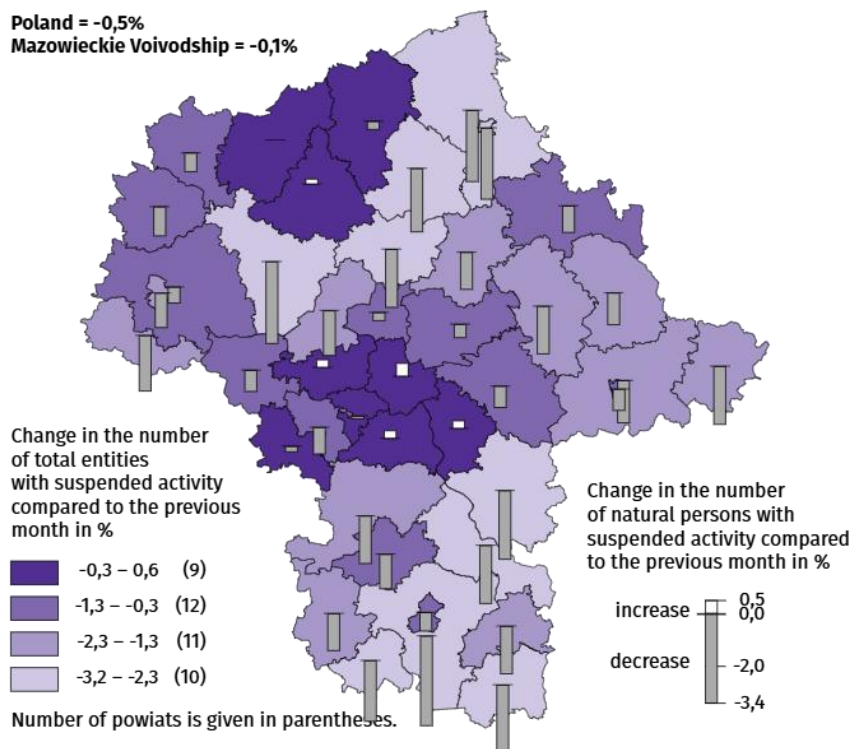 Poland = -0,5%
Mazowieckie Voivodship = -0,1%
Change in the number
of total entities
with suspended activity
compared to the previous
month in %
-0,3 – 0,6 (9)
-1,3 – -0,3 (12)
-2,3 – -1,3 (11)
-3,2 – -2,3 (10)
Number of powiats is given in parentheses.
Change in the number
of natural persons with
suspended activity compared
to the previous month in %
0,5
increase 0,0
decrease -2,0
-3,4